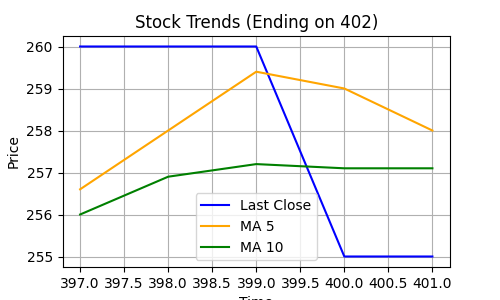 Stock Trends (Ending on 402)
260
259
258
257
256
255
Price
Last Close
MA 5
MA 10
397.0 397.5 398.0 398.5 399.0 399.5 400.0 400.5 401.0
Time